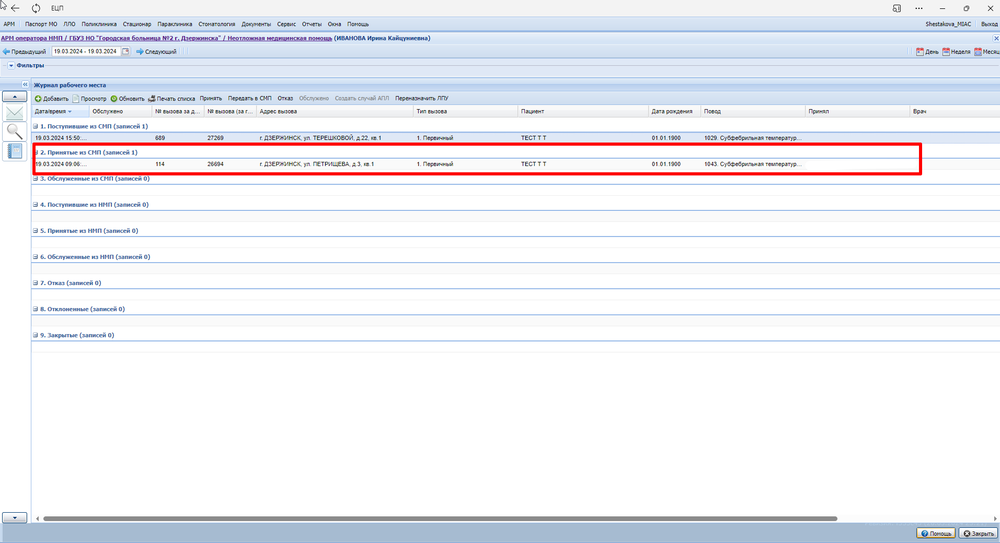 ЕЦП
АРМ Паспорт МО ЛЛО Поликлиника Стационар Параклиника Стоматология Документы Сервис Отчеты Окна Помощь Shestakova_MIAC Выход
АРМ оператора НМП / ГБУЗ НО "Городская больница №2 г. Дзержинска" / Неотложная медицинская помощь (ИВАНОВА Ирина Кайцуниевна)
Предыдущий 19.03.2024 - 19.03.2024 Следующий День Неделя Месяц
Фильтры
Журнал рабочего места
Добавить Просмотр Обновить Печать списка Принять Передать в СМП Отказ Обслужено Создать случай АПЛ Переназначить ЛПУ
Дата/время Обслужено № вызова за д... № вызова (за г... Адрес вызова Тип вызова Пациент Дата рождения Повод Принял Врач
1. Поступившие из СМП (записей 1)
19.03.2024 15:50:... 689 27269 г. ДЗЕРЖИНСК, ул. ТЕРЕШКОВОЙ, д.22, кв.1 1. Первичный ТЕСТ Т Т 01.01.1900 1029. Субфебрильная температур...
2. Принятые из СМП (записей 1)
19.03.2024 09:06:... 114 26694 г. ДЗЕРЖИНСК, ул. ПЕТРИЩЕВА, д.3, кв.1 1. Первичный ТЕСТ Т Т 01.01.1900 1043. Субфебрильная температур...
3. Обслуженные из СМП (записей 0)
4. Поступившие из НМП (записей 0)
5. Принятые из НМП (записей 0)
6. Обслуженные из НМП (записей 0)
7. Отказ (записей 0)
8. Отклоненные (записей 0)
9. Закрытые (записей 0)
Помощь Закрыть